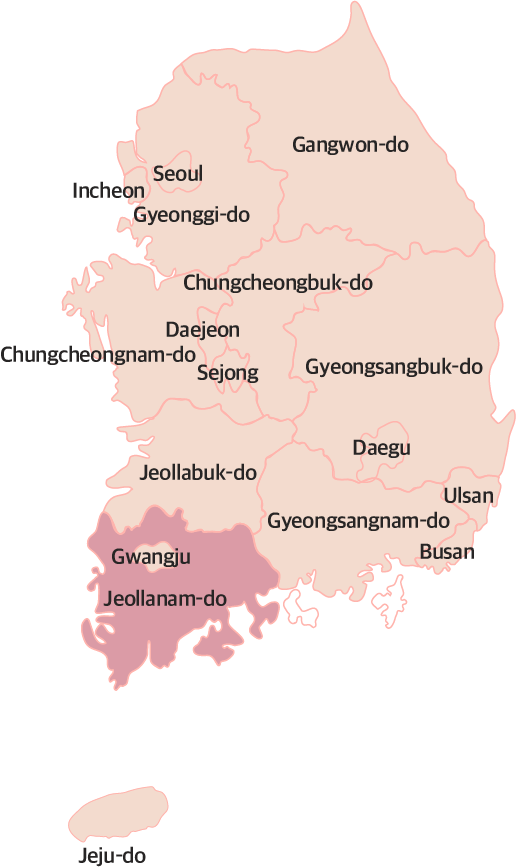 Gangwon-do
Seoul
Incheon
Gyeonggi-do
Chungcheongbuk-do
Daejeon
Chungcheongnam-do
Sejong
Gyeongsangbuk-do
Daegu
Jeollabuk-do
Ulsan
Gyeongsangnam-do
Busan
Gwangju
Jeollanam-do
Jeju-do